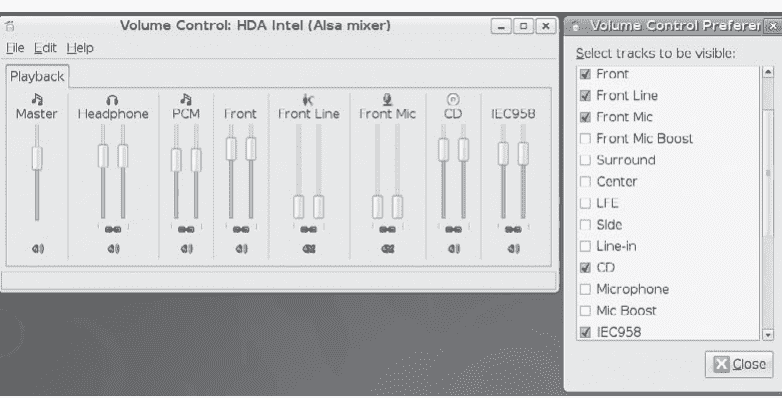 Volume Control: HDA Intel (Alsa mixer)
File Edit Help
Playback
Master Headphone PCM Front Front Line Front Mic CD IEC958
Volume Control Preferen
Select tracks to be visible:
Front
Front Line
Front Mic
Front Mic Boost
Surround
Center
LFE
Side
Line-in
CD
Microphone
Mic Boost
IEC958
Close